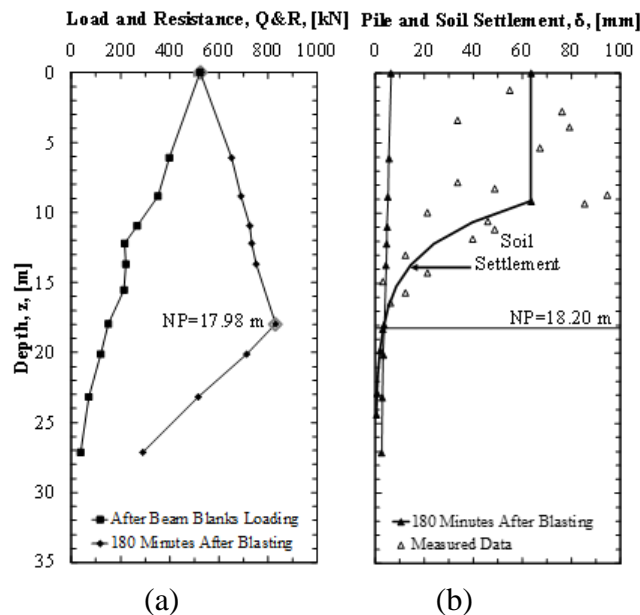 Load and Resistance, Q&R, [kN]
0 200 400 600 800 1000
Depth, z, [m]
0
5
10
15
20
25
30
35
NP=17.98 m
After Beam Blanks Loading
180 Minutes After Blasting
(a)
Pile and Soil Settlement, δ, [mm]
0 20 40 60 80 100
Soil
Settlement
NP=18.20 m
180 Minutes After Blasting
Measured Data
(b)